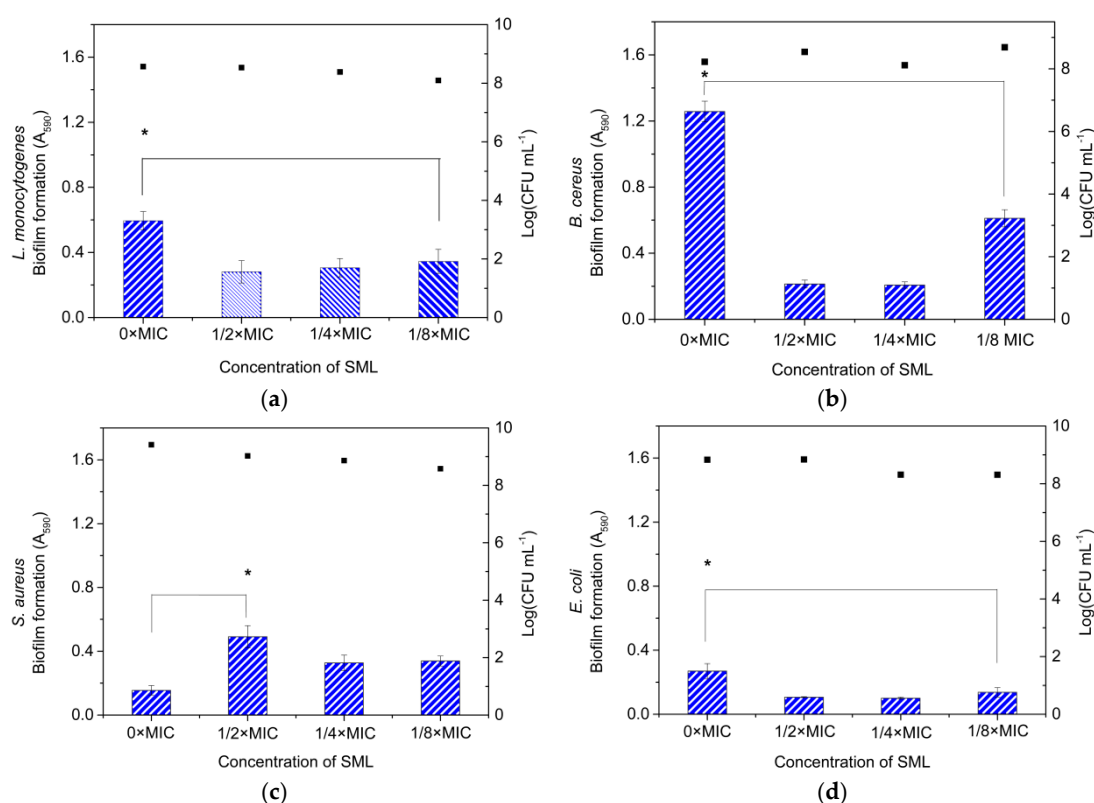 10
1.6
8
1.2
*
6
L. monocytogenes
Biofilm formation (A590)
Log(CFU mL-1)
0.8
4
0.4
2
0.0
0
0×MIC 1/2×MIC 1/4×MIC 1/8×MIC
Concentration of SML
(a)
1.6
*
8
1.2
6
B. cereus
Biofilm formation (A590)
Log(CFU mL-1)
0.8
4
0.4
2
0.0
0
0×MIC 1/2×MIC 1/4×MIC 1/8 MIC
Concentration of SML
(b)
10
1.6
8
1.2
6
S. aureus
Biofilm formation (A590)
Log(CFU mL-1)
*
0.8
4
0.4
2
0.0
0
0×MIC 1/2×MIC 1/4×MIC 1/8×MIC
Concentration of SML
(c)
10
1.6
8
1.2
6
E. coli
Biofilm formation (A590)
Log(CFU mL-1)
*
0.8
4
0.4
2
0.0
0
0×MIC 1/2×MIC 1/4×MIC 1/8×MIC
Concentration of SML
(d)